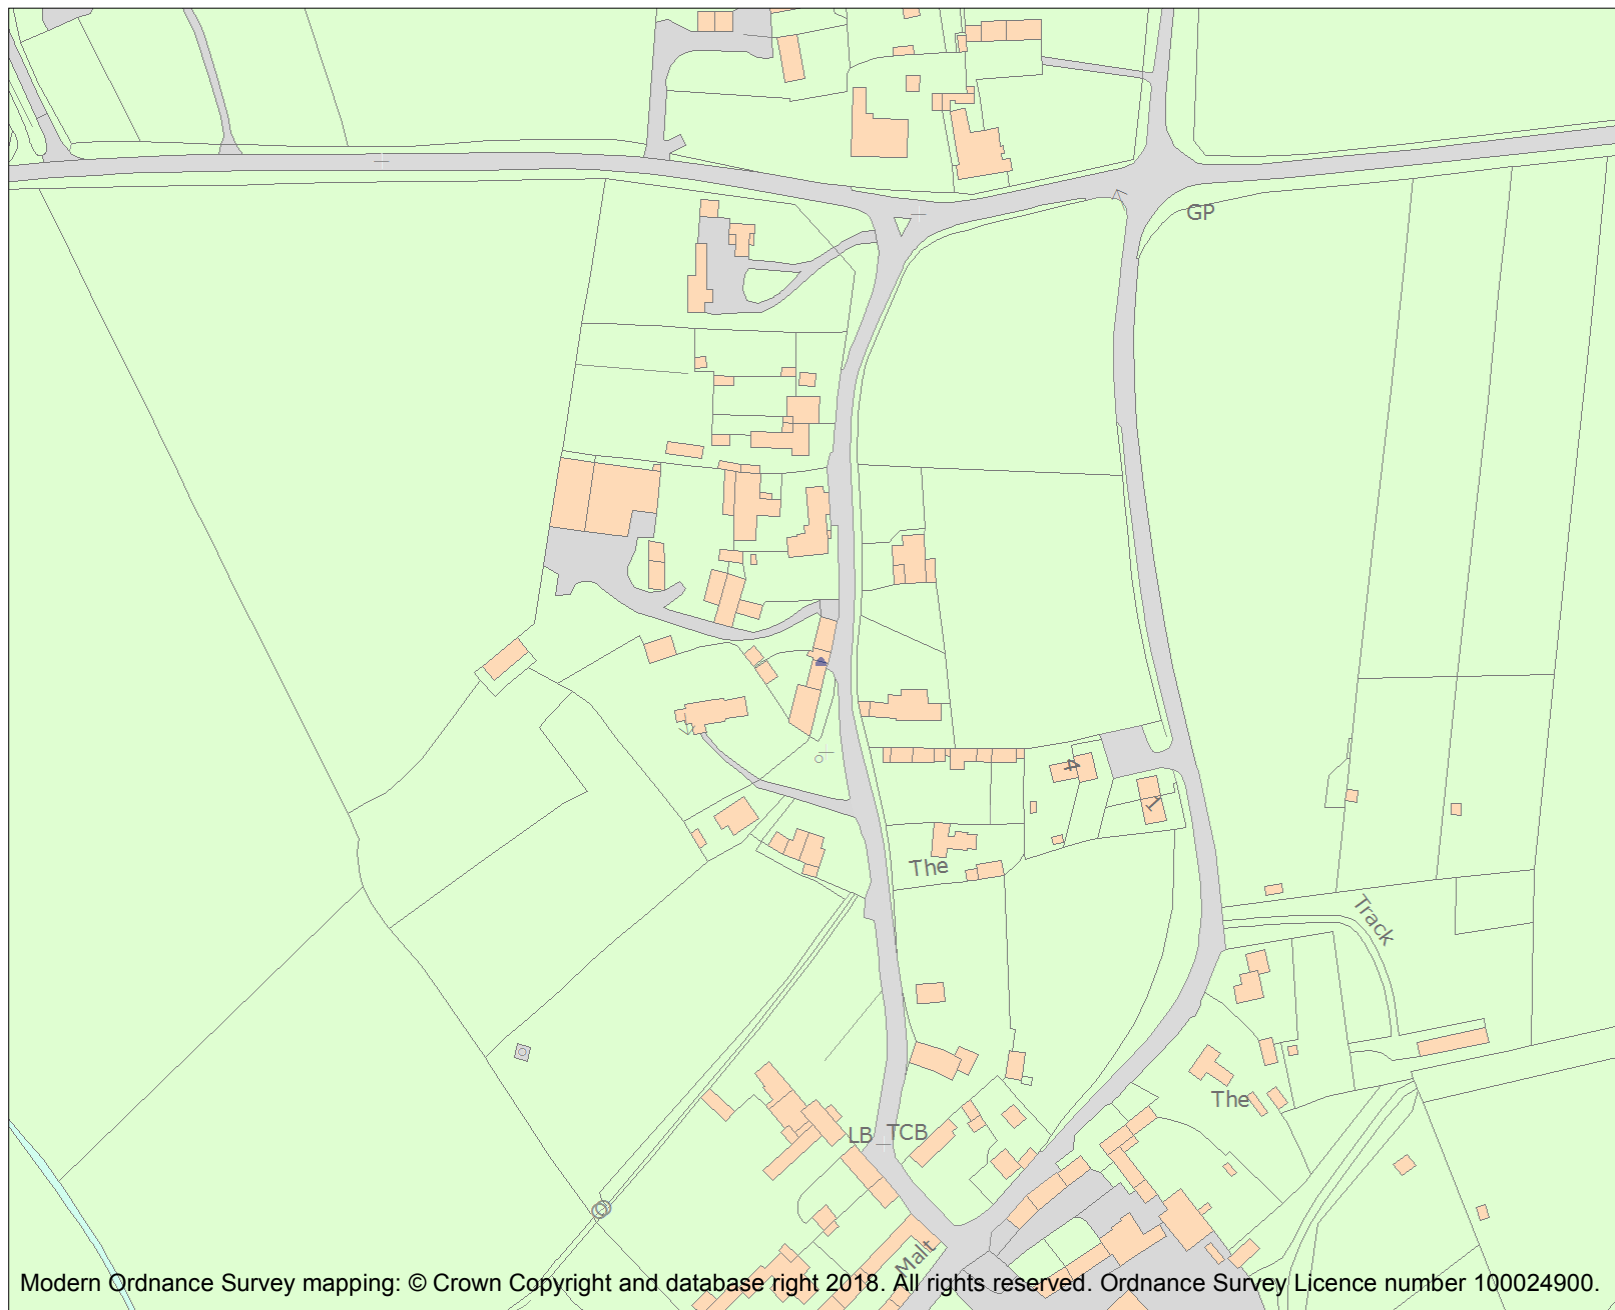 GP
4
1
The
Track
The
LB TCB
Malt
Modern Ordnance Survey mapping: © Crown Copyright and database right 2018. All rights reserved. Ordnance Survey Licence number 100024900.